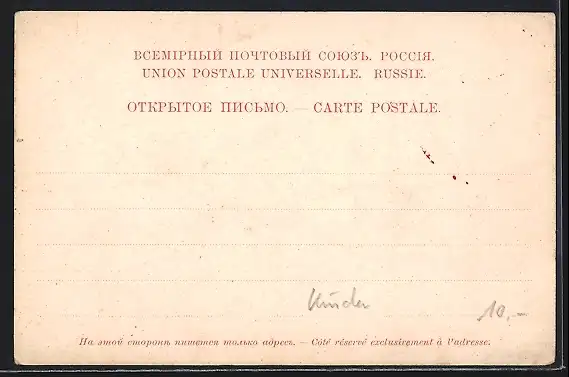 ВСЕМІРНЫЙ ПОЧТОВЫЙ СОЮЗЪ. РОССІЯ.
UNION POSTALE UNIVERSELLE. RUSSIE.
ОТКРЫТОЕ ПИСЬМО. — CARTE POSTALE.
Kinder
10,-
На этой сторонѣ пишется только адресъ. — Côté réservé exclusivement à l'adresse.